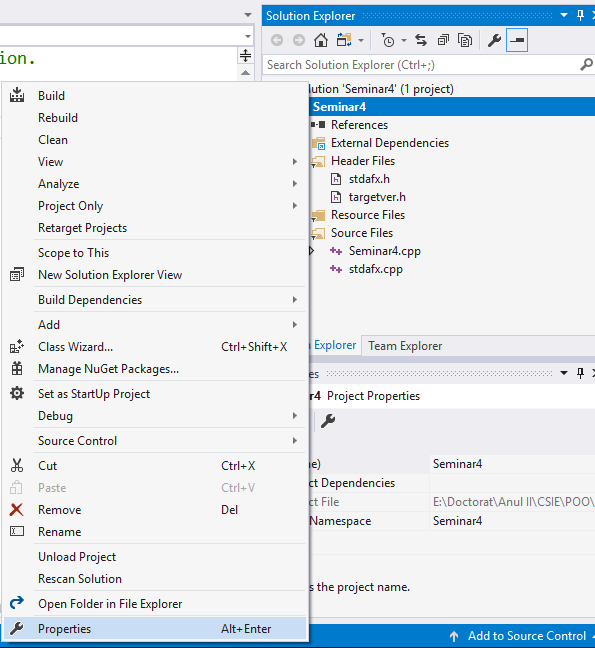 ion.
Build
Rebuild
Clean
View
Analyze
Project Only
Retarget Projects
Scope to This
New Solution Explorer View
Build Dependencies
Add
Class Wizard... Ctrl+Shift+X
Manage NuGet Packages...
Set as StartUp Project
Debug
Source Control
Cut Ctrl+X
Paste Ctrl+V
Remove Del
Rename
Unload Project
Rescan Solution
Open Folder in File Explorer
Properties Alt+Enter
Solution Explorer
Search Solution Explorer (Ctrl+;)
lution 'Seminar4' (1 project)
Seminar4
References
External Dependencies
Header Files
stdafx.h
targetver.h
Resource Files
Source Files
Seminar4.cpp
stdafx.cpp
Explorer Team Explorer
es
r4 Project Properties
e) Seminar4
ct Dependencies
ct File E:\Doctorat\Anul II\CSIE\POO\
Namespace Seminar4
s the project name.
Add to Source Control